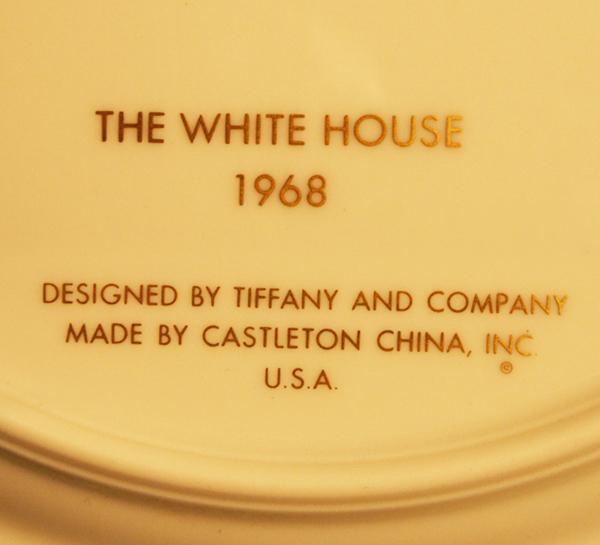 THE WHITE HOUSE
1968
DESIGNED BY TIFFANY AND COMPANY
MADE BY CASTLETON CHINA, INC.
©
U.S.A.